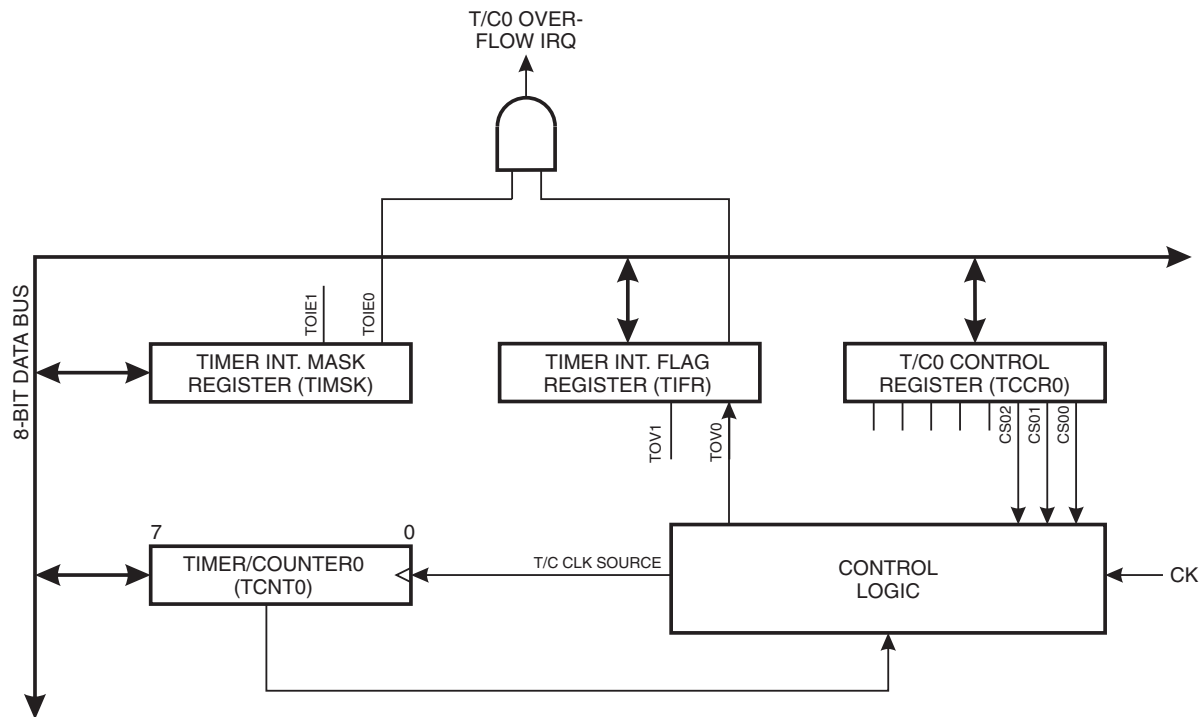 T/C0 OVER-
FLOW IRQ
8-BIT DATA BUS
TOIE1
TOIE0
TIMER INT. MASK
REGISTER (TIMSK)
TIMER INT. FLAG
REGISTER (TIFR)
T/C0 CONTROL
REGISTER (TCCR0)
TOV1
TOV0
CS02
CS01
CS00
7
0
TIMER/COUNTER0
(TCNT0)
T/C CLK SOURCE
CONTROL
LOGIC
CK